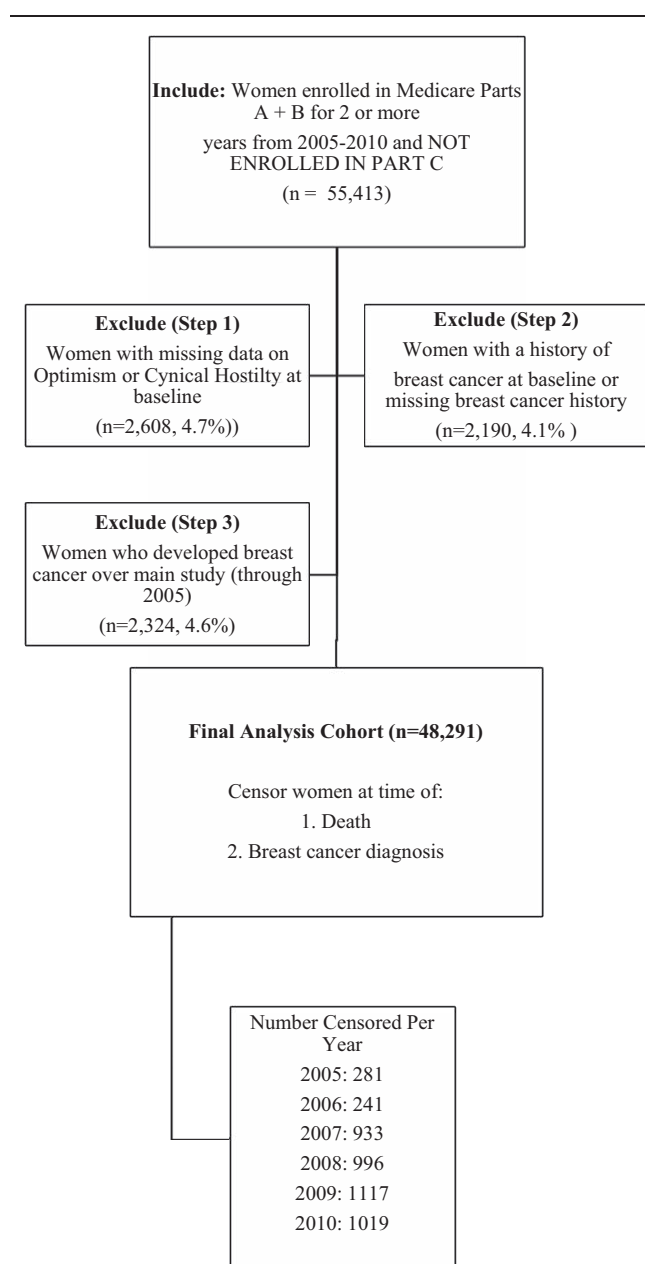 Include: Women enrolled in Medicare Parts
A + B for 2 or more
years from 2005-2010 and NOT
ENROLLED IN PART C
(n = 55,413)
Exclude (Step 1)
Women with missing data on
Optimism or Cynical Hostilty at
baseline
(n=2,608, 4.7%))
Exclude (Step 2)
Women with a history of
breast cancer at baseline or
missing breast cancer history
(n=2,190, 4.1% )
Exclude (Step 3)
Women who developed breast
cancer over main study (through
2005)
(n=2,324, 4.6%)
Final Analysis Cohort (n=48,291)
Censor women at time of:
1. Death
2. Breast cancer diagnosis
Number Censored Per
Year
2005: 281
2006: 241
2007: 933
2008: 996
2009: 1117
2010: 1019